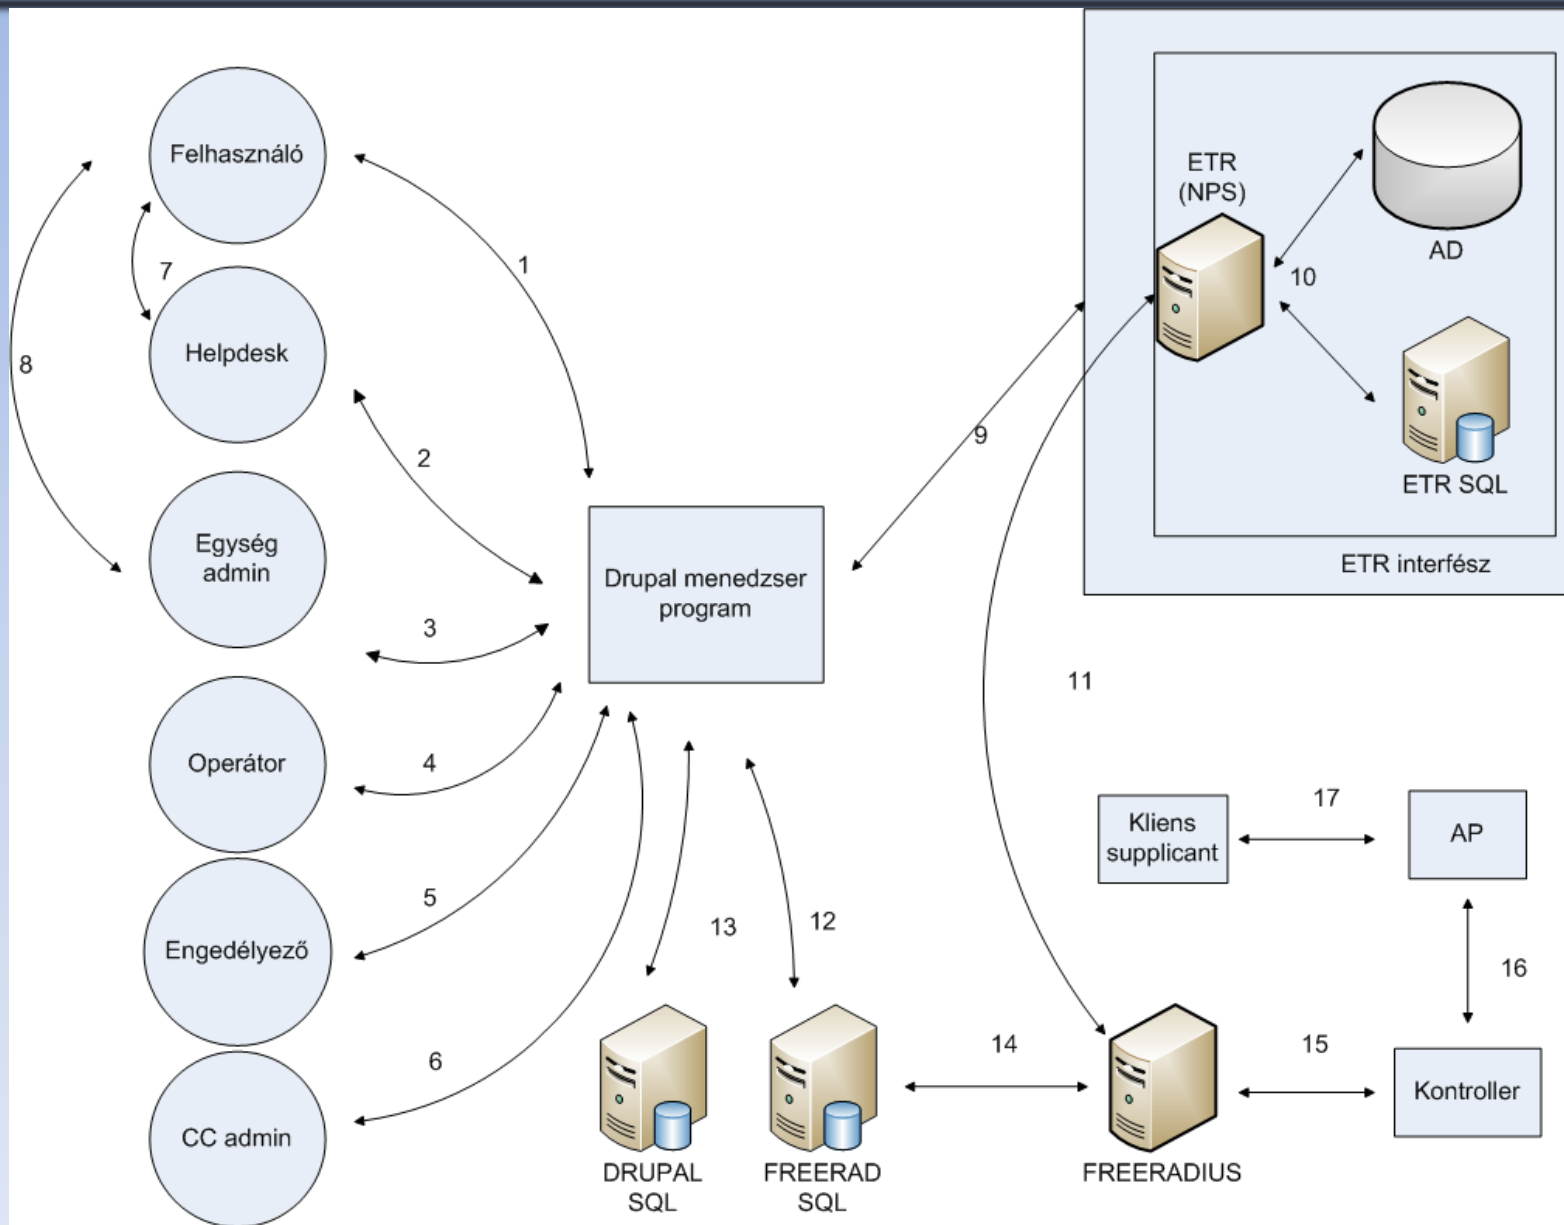 Felhasználó
7
Helpdesk
8
Egység
admin
Operátor
Engedélyező
CC admin
1
2
3
4
5
6
Drupal menedzser
program
9
ETR
(NPS)
AD
10
ETR SQL
ETR interfész
11
13
12
DRUPAL
SQL
FREERAD
SQL
14
FREERADIUS
15
Kliens
supplicant
17
AP
16
Kontroller